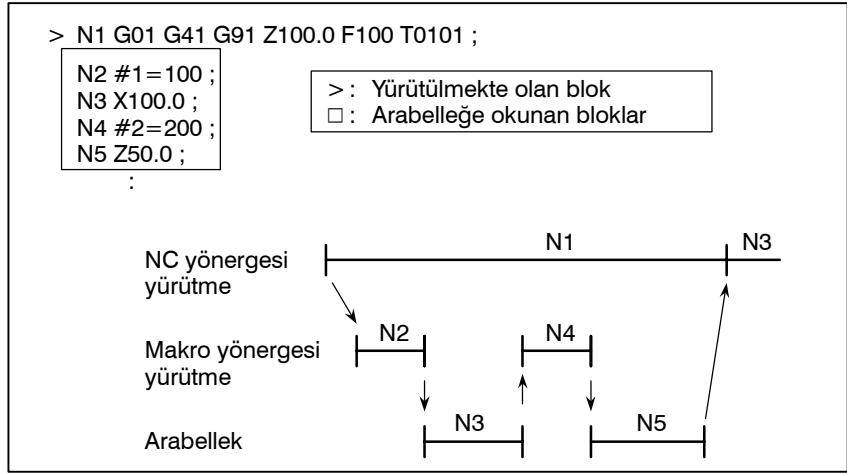 > N1 G01 G41 G91 Z100.0 F100 T0101 ;
N2 #1=100 ;
N3 X100.0 ;
N4 #2=200 ;
N5 Z50.0 ;
:
> : Yürütülmekte olan blok
□ : Arabelleğe okunan bloklar
N1 N3
NC yönergesi
yürütme
N2 N4
Makro yönergesi
yürütme
N3 N5
Arabellek